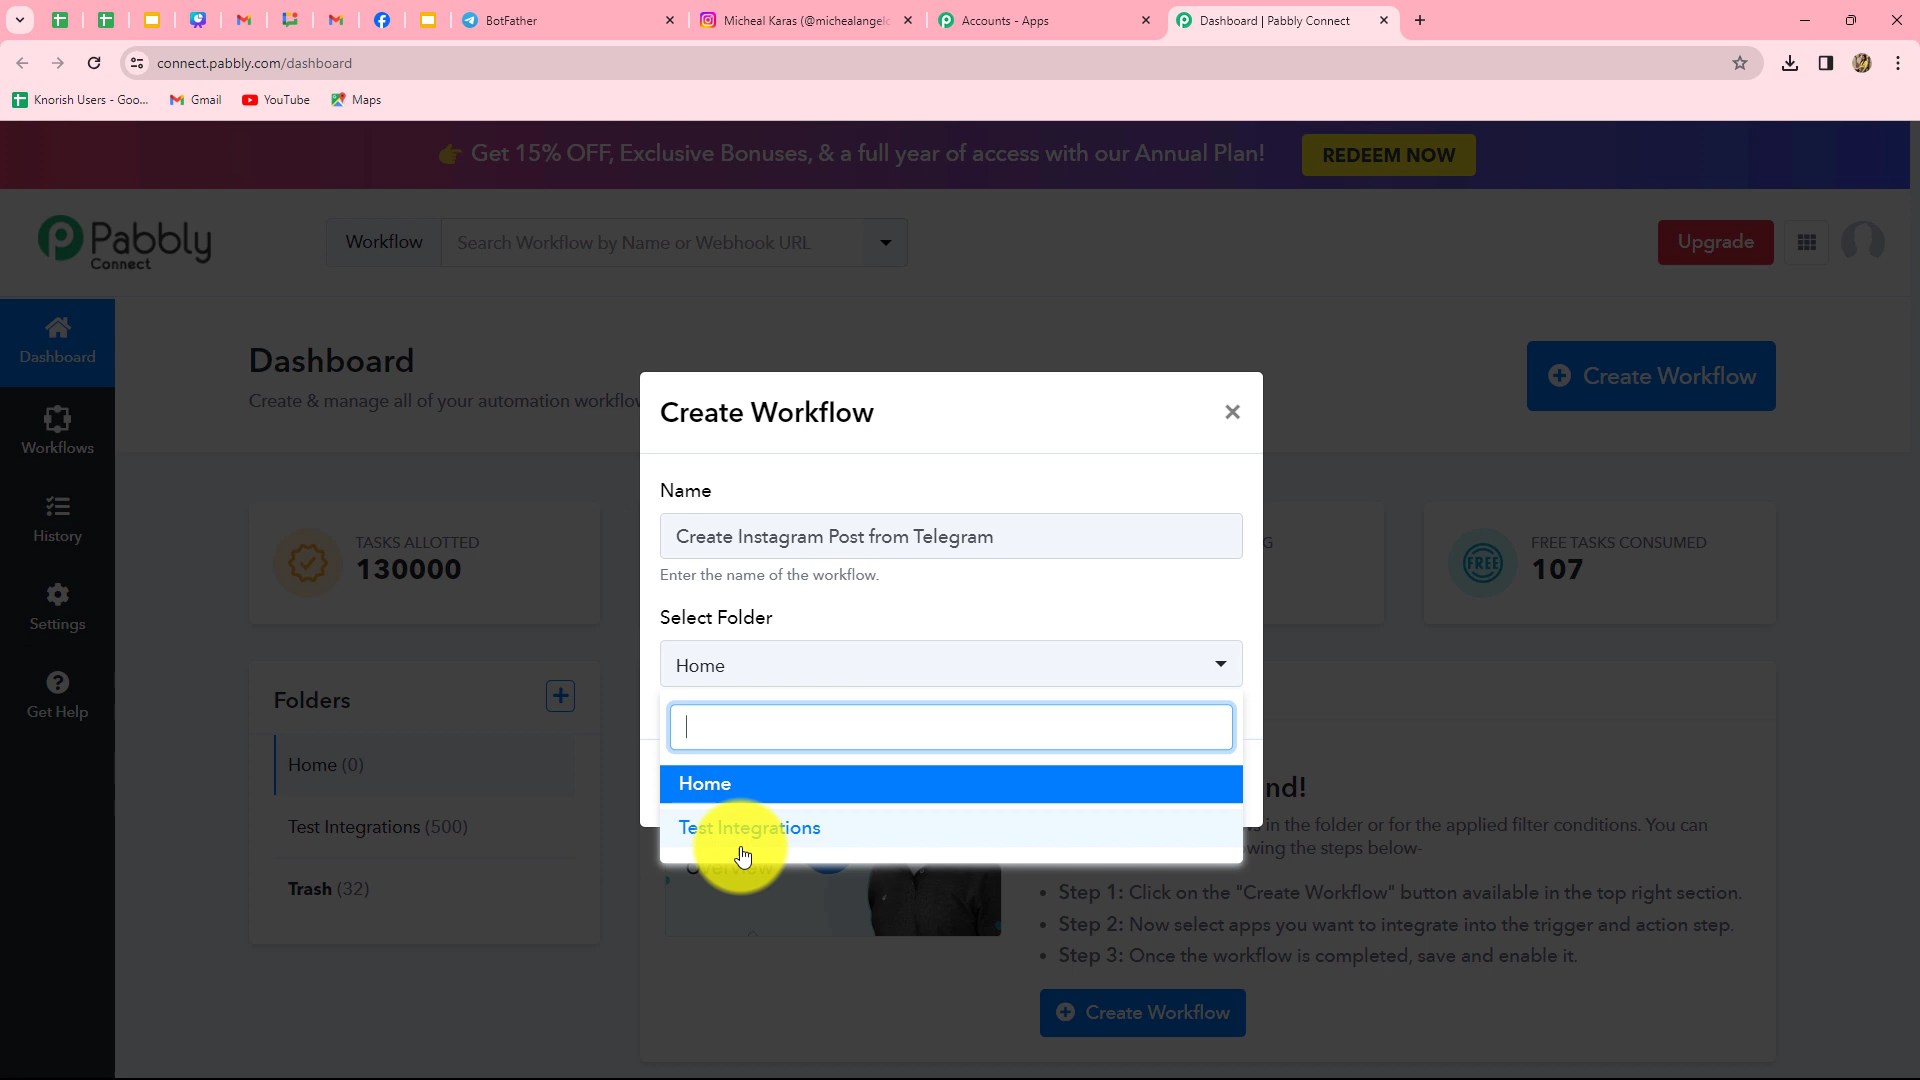 BotFather
Micheal Karas (@michealangelo
Accounts - Apps
Dashboard | Pabbly Connect
connect.pabbly.com/dashboard
Knorish Users - Goo...
Gmail
YouTube
Maps
Get 15% OFF, Exclusive Bonuses, & a full year of access with our Annual Plan!
REDEEM NOW
Pabbly
Connect
Workflow
Search Workflow by Name or Webhook URL
Upgrade
Dashboard
Workflows
History
Settings
Get Help
Dashboard
Create & manage all of your automation workflow
Create Workflow
TASKS ALLOTTED
130000
G
FREE
FREE TASKS CONSUMED
107
Folders
Home (0)
Test Integrations (500)
Trash (32)
Create Workflow
Name
Create Instagram Post from Telegram
Enter the name of the workflow.
Select Folder
Home
Home
Test Integrations
Overview
nd!
s in the folder or for the applied filter conditions. You can
wing the steps below-
• Step 1: Click on the "Create Workflow" button available in the top right section.
• Step 2: Now select apps you want to integrate into the trigger and action step.
• Step 3: Once the workflow is completed, save and enable it.
Create Workflow